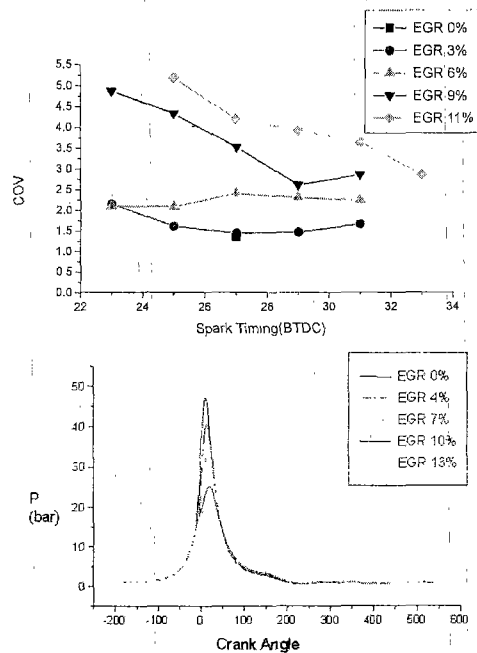 EGR 0%
EGR 3%
EGR 6%
EGR 9%
EGR 11%
5.5
5.0
4.5
4.0
3.5
3.0
2.5
2.0
1.5
1.0
0.5
0.0
COV
22 24 26 28 30 32 34
Spark Timing(BTDC)
EGR 0%
EGR 4%
EGR 7%
EGR 10%
EGR 13%
50
40
30
20
10
0
P
(bar)
-200 -100 0 100 200 300 400 500 600
Crank Angle